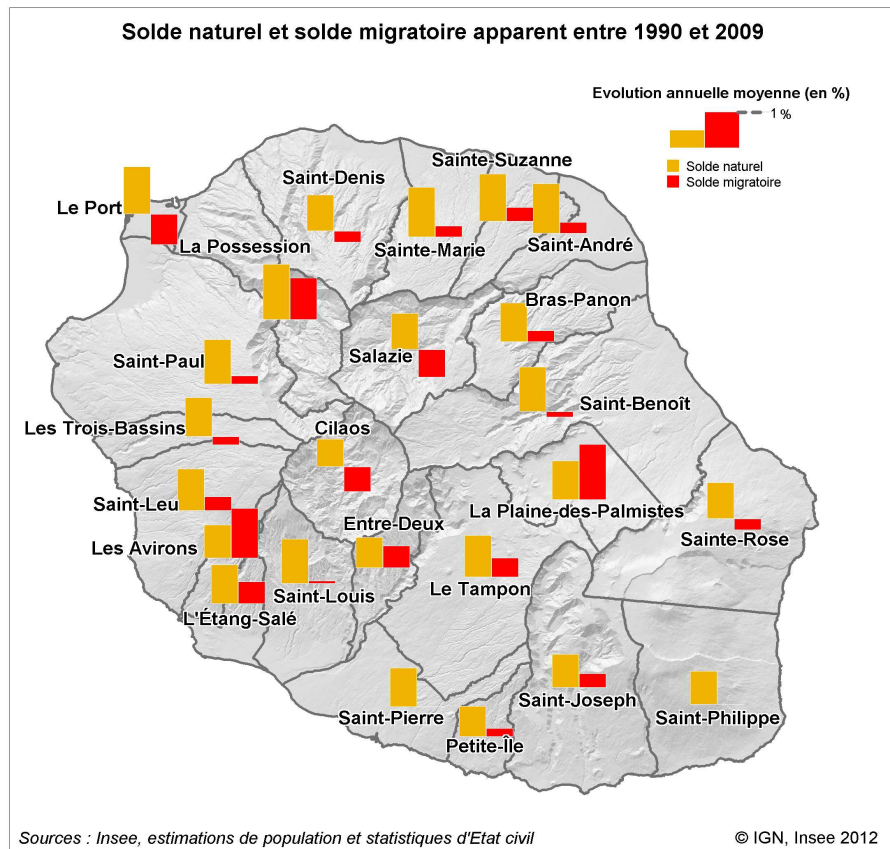 Solde naturel et solde migratoire apparent entre 1990 et 2009
Evolution annuelle moyenne (en %)
1 %
Solde naturel
Solde migratoire
Sainte-Suzanne
Saint-Denis
Le Port
La Possession
Sainte-Marie
Saint-André
Bras-Panon
Salazie
Saint-Paul
Saint-Benoît
Les Trois-Bassins
Cilaos
Saint-Leu
La Plaine-des-Palmistes
Entre-Deux
Sainte-Rose
Les Avirons
Le Tampon
Saint-Louis
L'Étang-Salé
Saint-Joseph
Saint-Pierre
Saint-Philippe
Petite-Île
Sources : Insee, estimations de population et statistiques d'Etat civil
© IGN, Insee 2012